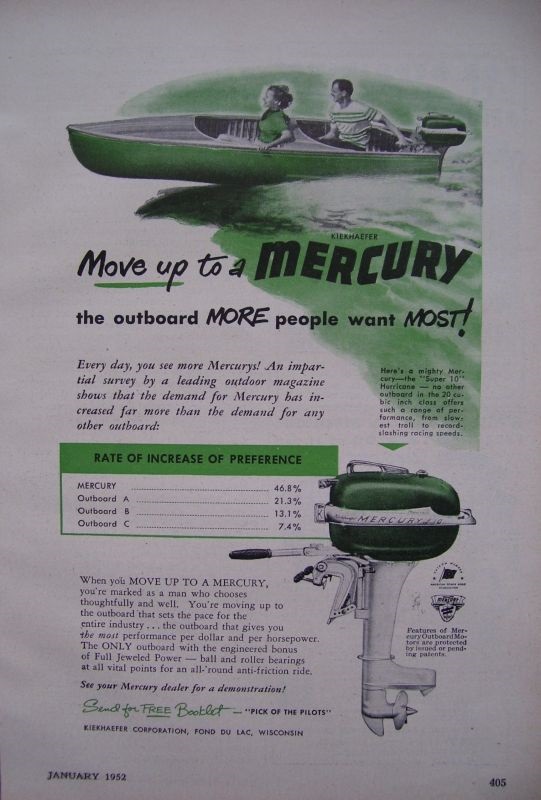 KIEKHAEFER
Move up to a MERCURY
the outboard MORE people want MOST!
Every day, you see more Mercurys! An impar-
tial survey by a leading outdoor magazine
shows that the demand for Mercury has in-
creased far more than the demand for any
other outboard:
Here's a mighty Mer-
cury—the "Super 10"
Hurricane — no other
outboard in the 20 cu-
bic inch class offers
such a range of per-
formance, from slow-
est troll to record-
slashing racing speeds.
RATE OF INCREASE OF PREFERENCE
MERCURY 46.8%
Outboard A 21.3%
Outboard B 13.1%
Outboard C 7.4%
MERCURY
When you MOVE UP TO A MERCURY,
you're marked as a man who chooses
thoughtfully and well. You're moving up to
the outboard that sets the pace for the
entire industry . . . the outboard that gives you
the most performance per dollar and per horsepower.
The ONLY outboard with the engineered bonus
of Full Jeweled Power — ball and roller bearings
at all vital points for an all-'round anti-friction ride.
MERCURY
Features of Mer-
cury Outboard Mo-
tors are protected
by issued or pend-
ing patents.
See your Mercury dealer for a demonstration!
Send for FREE Booklet — "PICK OF THE PILOTS"
KIEKHAEFER CORPORATION, FOND DU LAC, WISCONSIN
JANUARY 1952
405